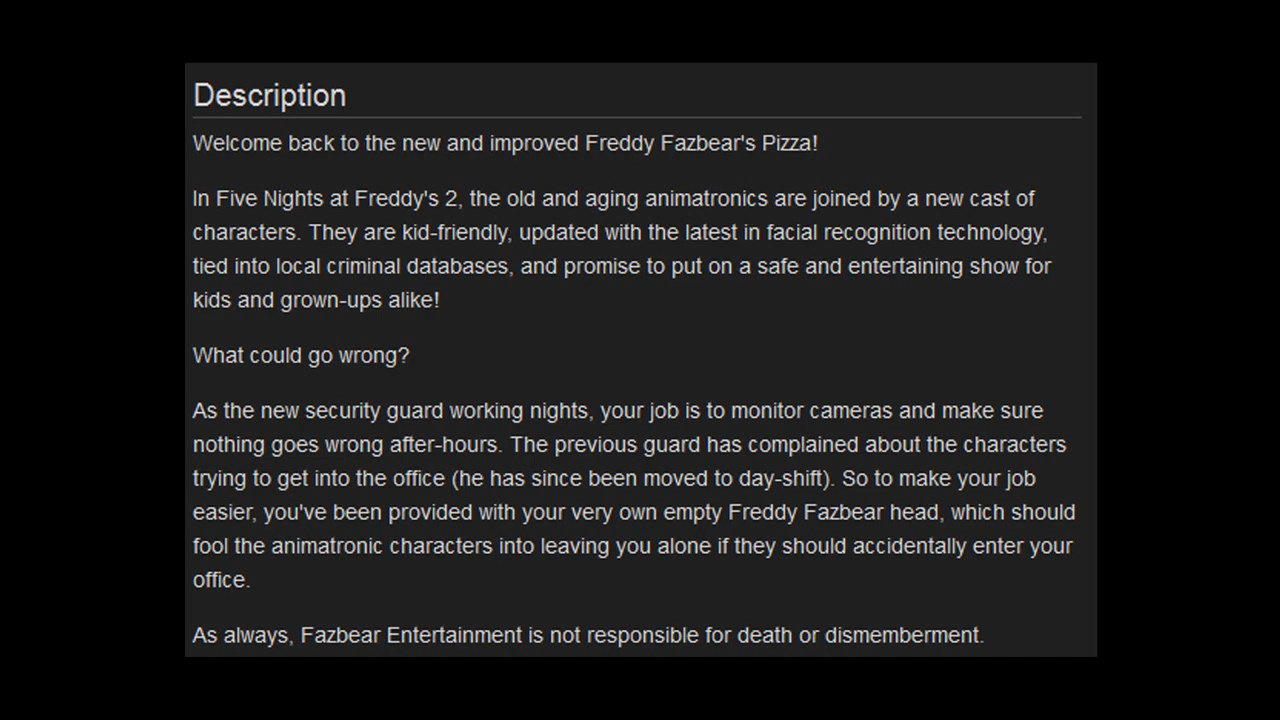 Description
Welcome back to the new and improved Freddy Fazbear's Pizza!
In Five Nights at Freddy's 2, the old and aging animatronics are joined by a new cast of
characters. They are kid-friendly, updated with the latest in facial recognition technology,
tied into local criminal databases, and promise to put on a safe and entertaining show for
kids and grown-ups alike!
What could go wrong?
As the new security guard working nights, your job is to monitor cameras and make sure
nothing goes wrong after-hours. The previous guard has complained about the characters
trying to get into the office (he has since been moved to day-shift). So to make your job
easier, you've been provided with your very own empty Freddy Fazbear head, which should
fool the animatronic characters into leaving you alone if they should accidentally enter your
office.
As always, Fazbear Entertainment is not responsible for death or dismemberment.